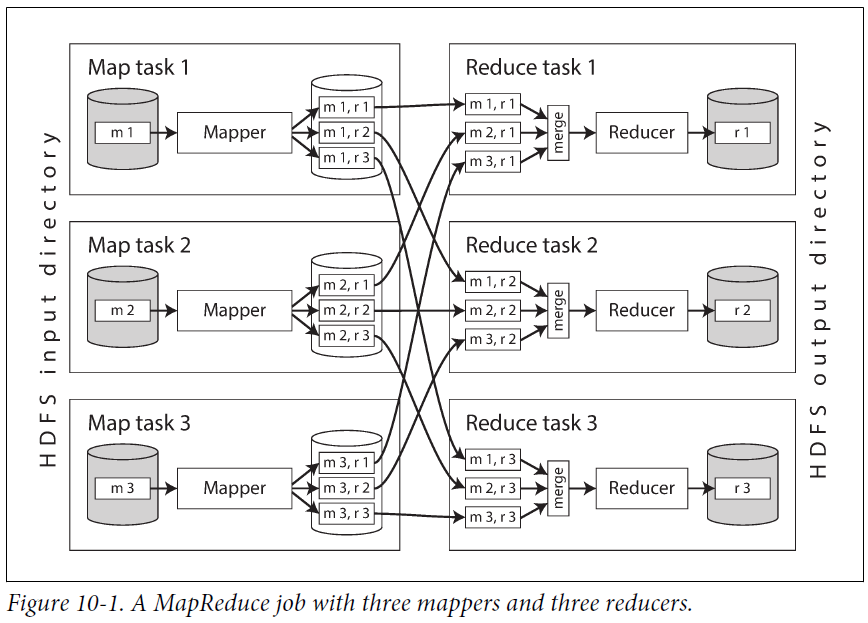 HDFS input directory
Map task 1
m 1
Mapper
m 1, r 1
m 1, r 2
m 1, r 3
Map task 2
m 2
Mapper
m 2, r 1
m 2, r 2
m 2, r 3
Map task 3
m 3
Mapper
m 3, r 1
m 3, r 2
m 3, r 3
Reduce task 1
m 1, r 1
m 2, r 1
m 3, r 1
merge
Reducer
r 1
Reduce task 2
m 1, r 2
m 2, r 2
m 3, r 2
merge
Reducer
r 2
Reduce task 3
m 1, r 3
m 2, r 3
m 3, r 3
merge
Reducer
r 3
HDFS output directory
Figure 10-1. A MapReduce job with three mappers and three reducers.